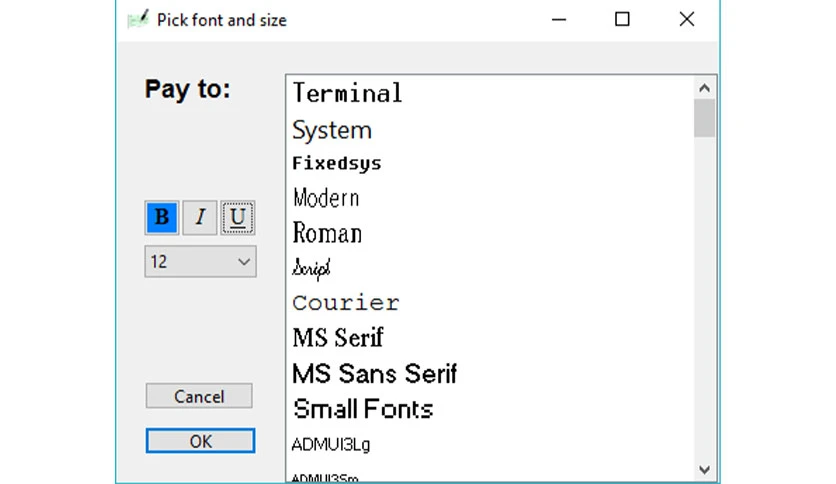 Pick font and size
Pay to:
B I U
12
Cancel
OK
Terminal
System
Fixedsys
Modern
Roman
Script
Courier
MS Serif
MS Sans Serif
Small Fonts
ADMUI3Lg
ADMUI3Sm